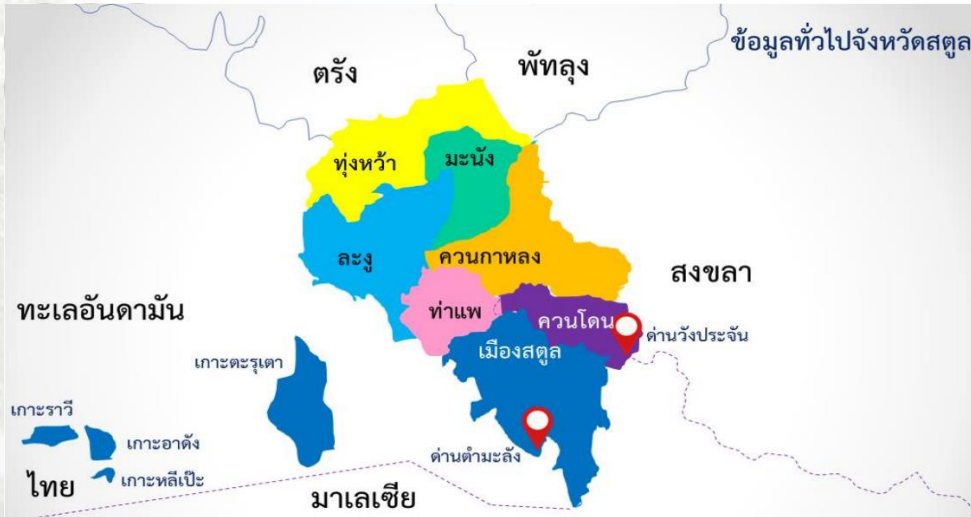 ข้อมูลทั่วไปจังหวัดสตูล
พัทลุง
ตรัง
ทุ่งหว้า
มะนัง
ละงู
ควนกาหลง
สงขลา
ท่าแพ
ทะเลอันดามัน
ควนโดน
ด่านวังประจัน
เมืองสตูล
เกาะตะรุเตา
เกาะราวี
เกาะอาดัง
ด่านตำมะลัง
เกาะหลีเป๊ะ
ไทย
มาเลเซีย